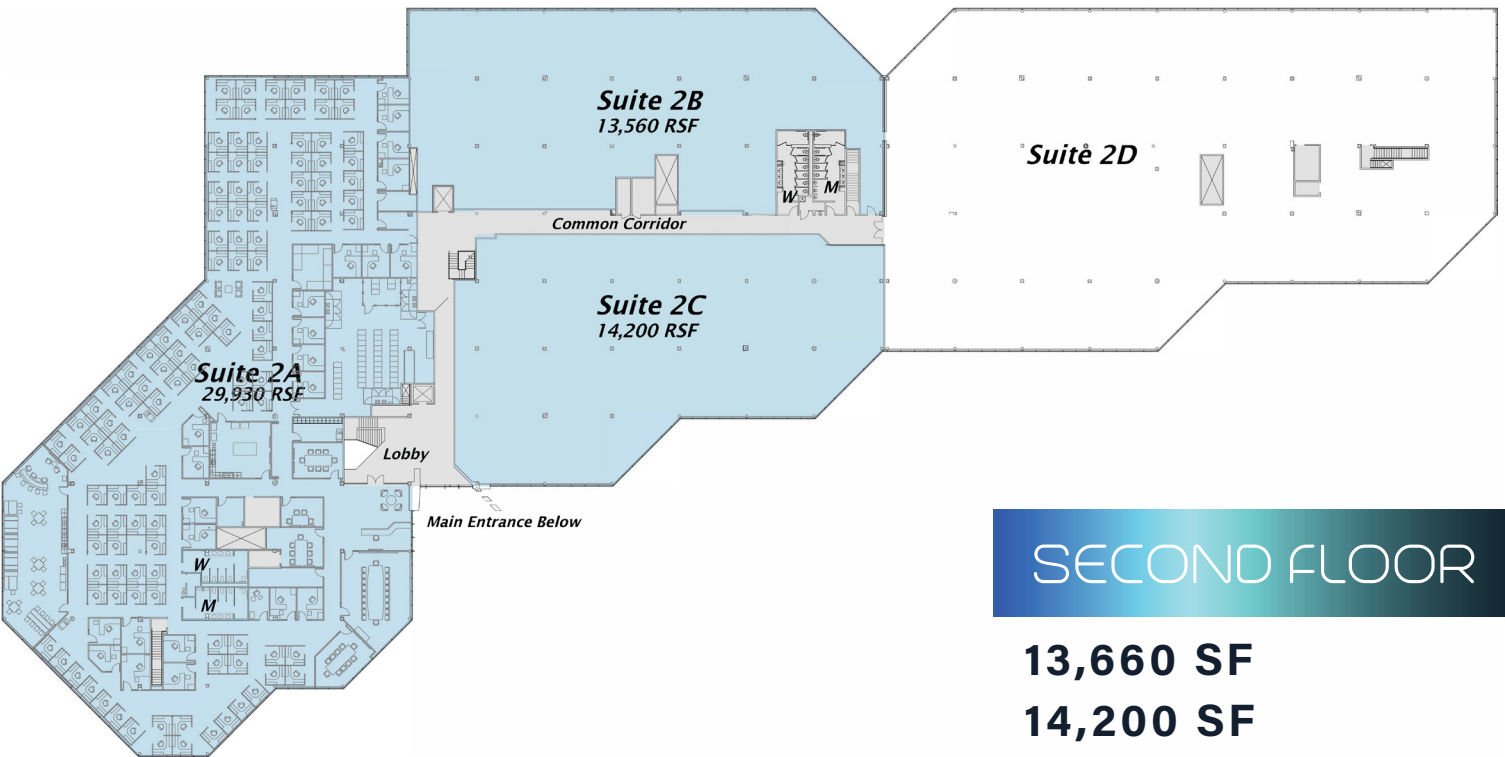 Suite 2B
13,560 RSF
Suite 2D
W
M
Common Corridor
Suite 2C
14,200 RSF
Suite 2A
29,930 RSF
Lobby
Main Entrance Below
W
M
SECOND FLOOR
13,660 SF
14,200 SF